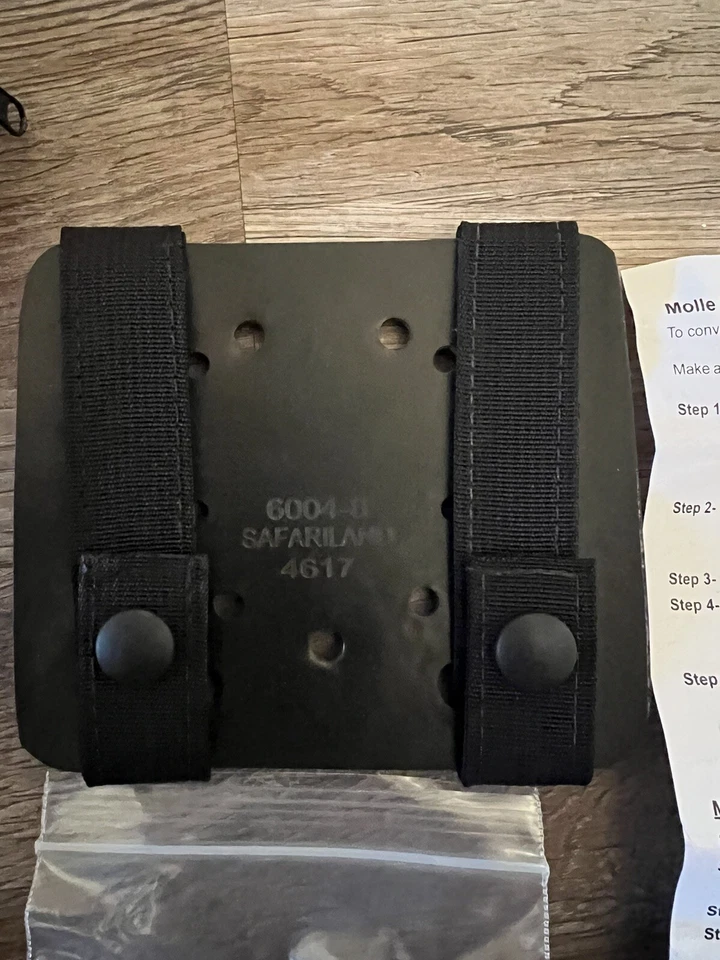 6004-8
SAFARILAND
4617
Molle
To conv
Make a
Step 1
Step 2-
Step 3-
Step 4-
Step